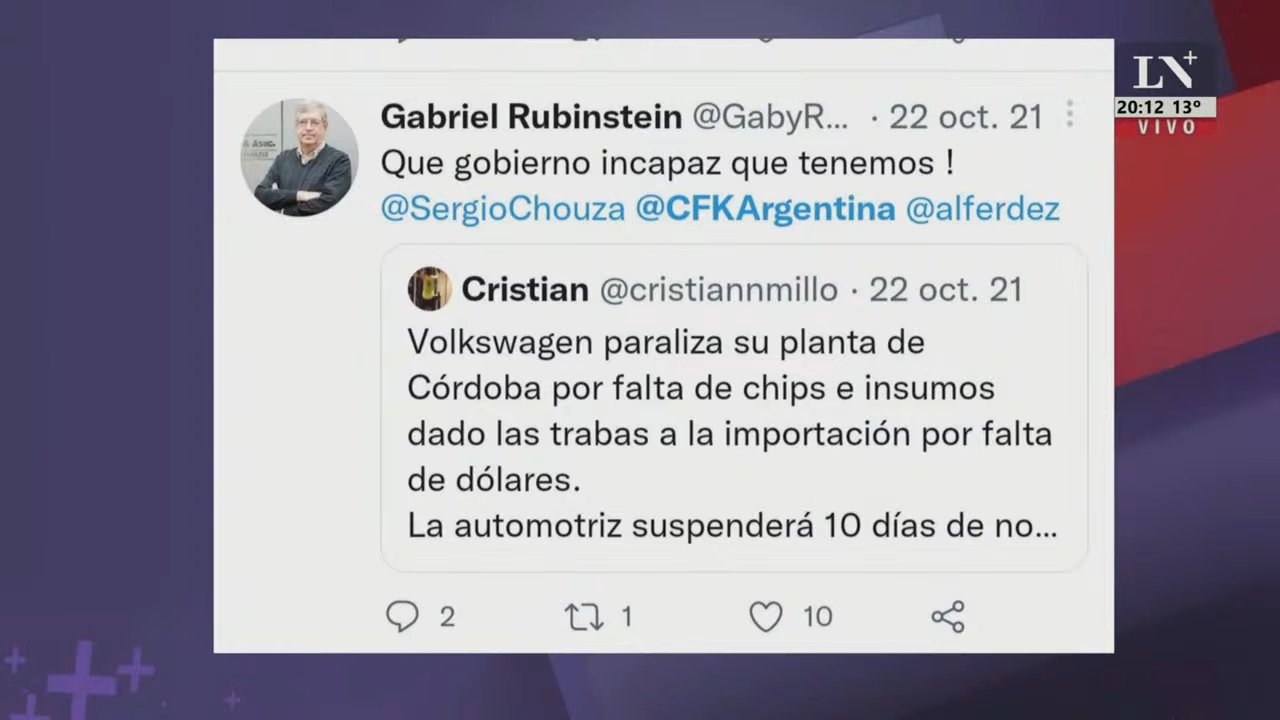 LN+
20:12 13º
VIVO
Gabriel Rubinstein @GabyR... · 22 oct. 21
Que gobierno incapaz que tenemos !
@SergioChouza @CFKArgentina @alferdez
Cristian @cristiannmillo · 22 oct. 21
Volkswagen paraliza su planta de
Córdoba por falta de chips e insumos
dado las trabas a la importación por falta
de dólares.
La automotriz suspenderá 10 días de no...
2 1 10